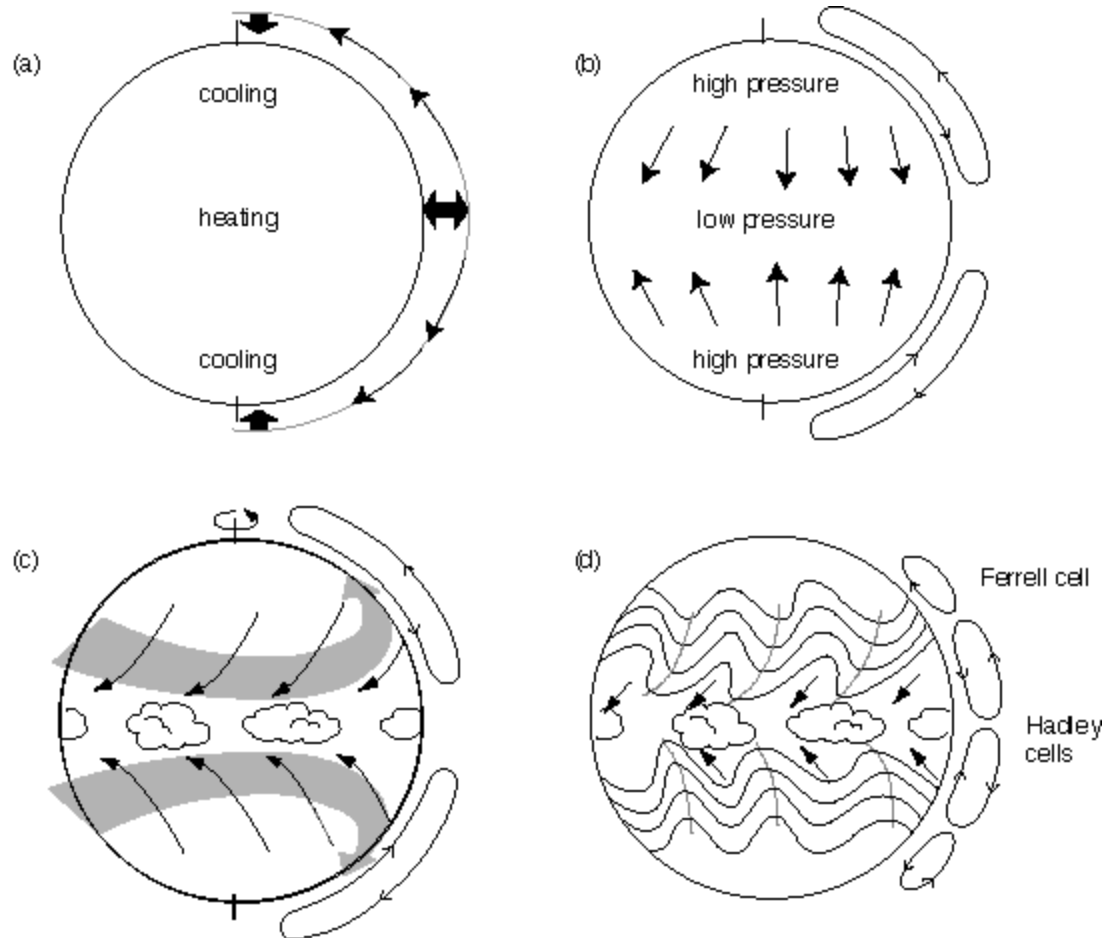 (a)
cooling
heating
cooling
(b)
high pressure
low pressure
high pressure
(c)
(d)
Ferrell cell
Hadley
cells